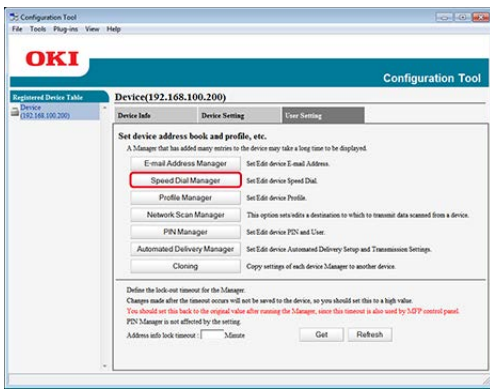 Configuration Tool
File Tools Plug-ins View Help
OKI
Configuration Tool
Registered Device Table
Device
(192.168.100.200)
Device(192.168.100.200)
Device Info Device Setting User Setting
Set device address book and profile, etc.
A Manager that has added many entries to the device may take a long time to be displayed.
E-mail Address Manager Set/Edit device E-mail Address.
Speed Dial Manager Set/Edit device Speed Dial.
Profile Manager Set/Edit device Profile.
Network Scan Manager This option sets/edits a destination to which to transmit data scanned from a device.
PIN Manager Set/Edit device PIN and User.
Automated Delivery Manager Set/Edit device Automated Delivery Setup and Transmission Settings.
Cloning Copy settings of each device Manager to another device.
Define the lock-out timeout for the Manager.
Changes made after the timeout occurs will not be saved to the device, so you should set this to a high value.
You should set this back to the original value after running the Manager, since this timeout is also used by MFP control panel.
PIN Manager is not affected by the setting.
Address info lock timeout : Minute Get Refresh